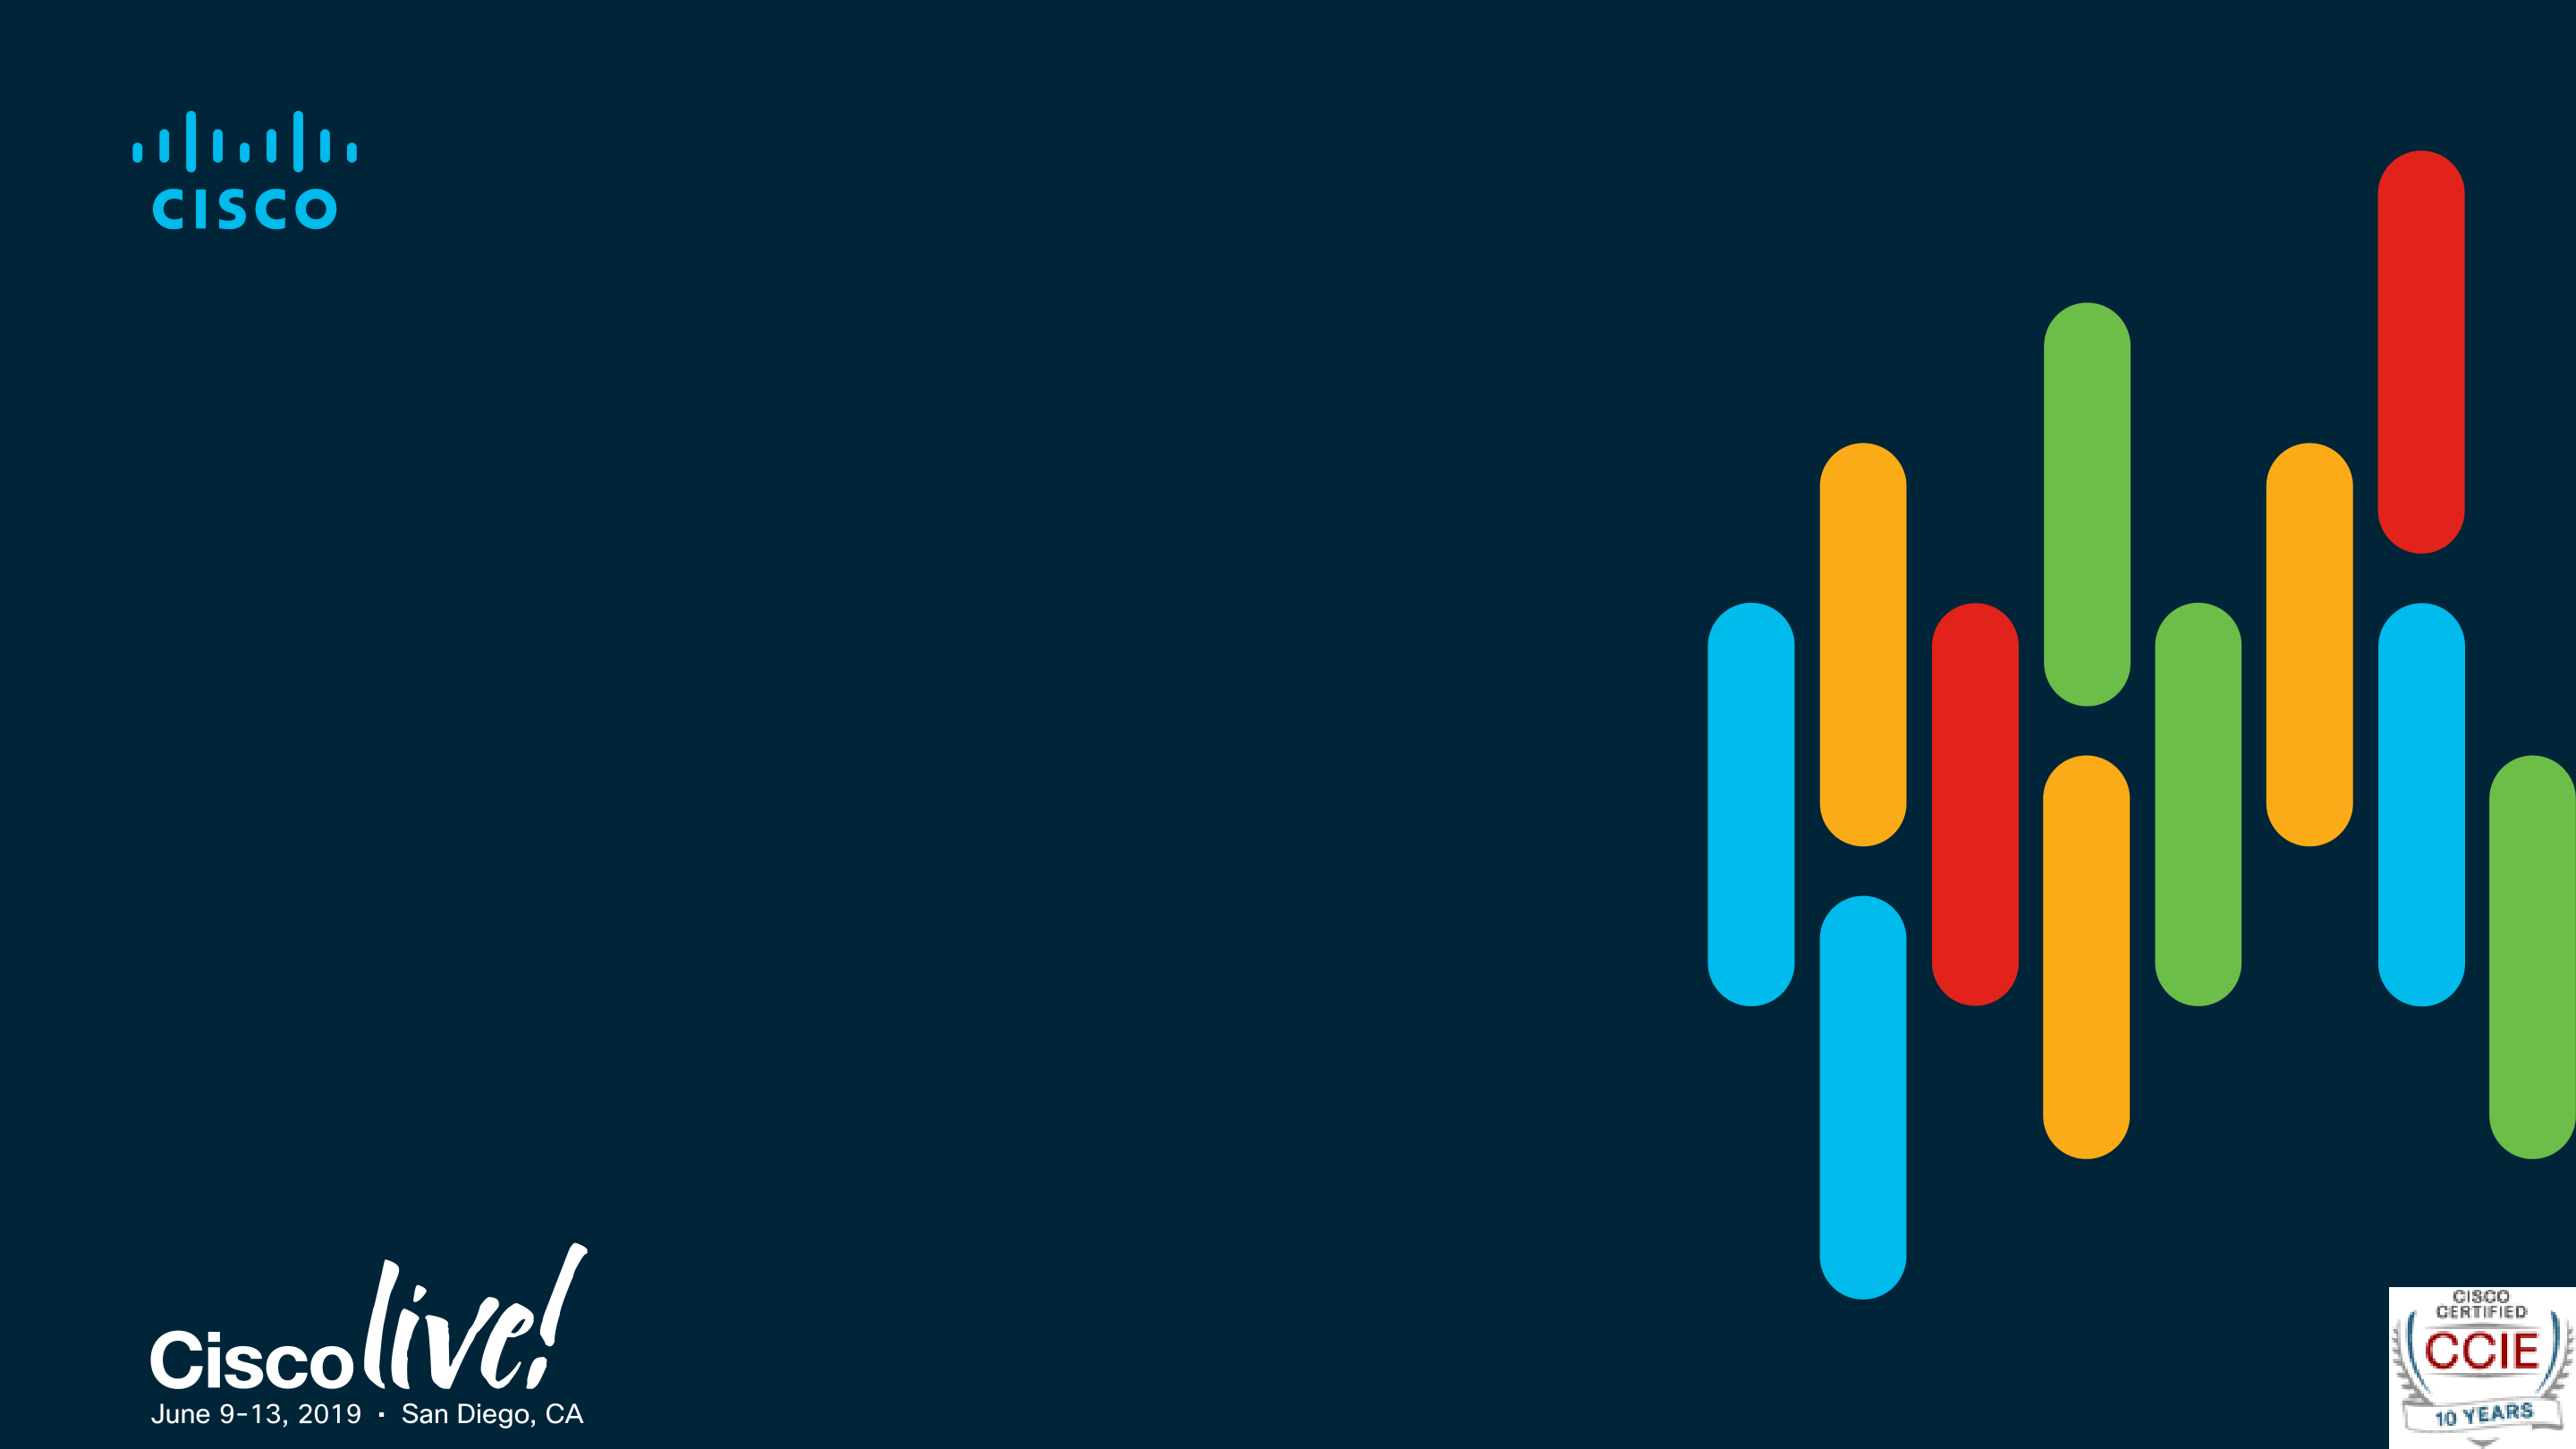 CISCO
Cisco live!
June 9-13, 2019 · San Diego, CA
CISCO
CERTIFIED
CCIE
10 YEARS